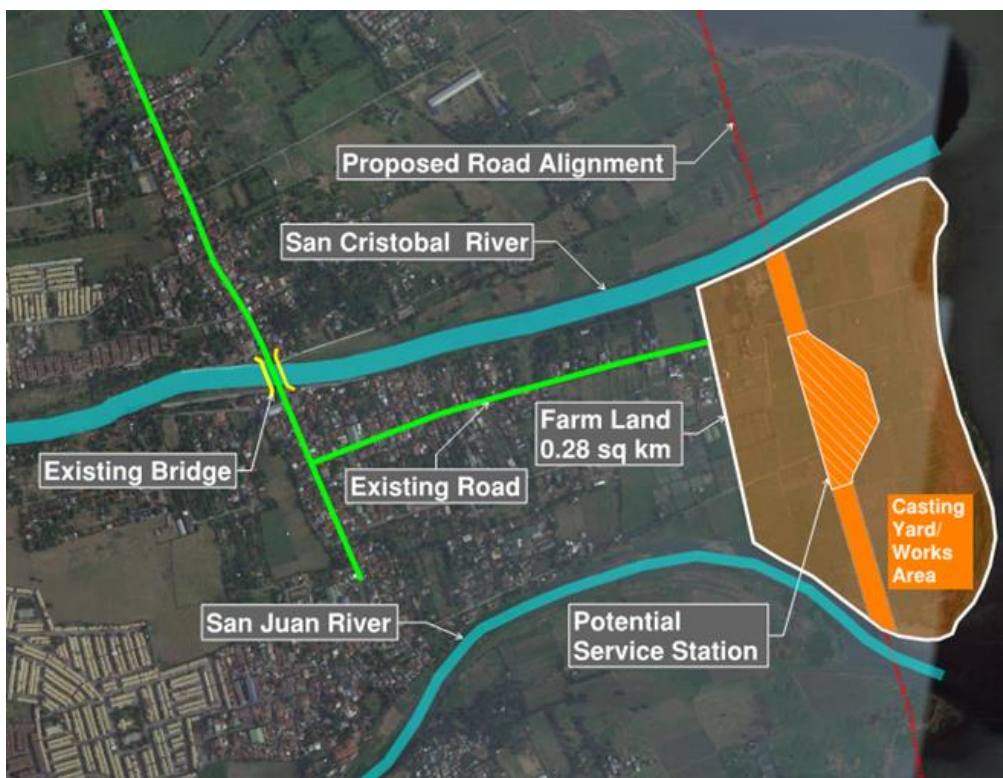 Proposed Road Alignment
San Cristobal River
Farm Land
0.28 sq km
Existing Bridge
Existing Road
Casting
Yard/
Works
Area
San Juan River
Potential
Service Station